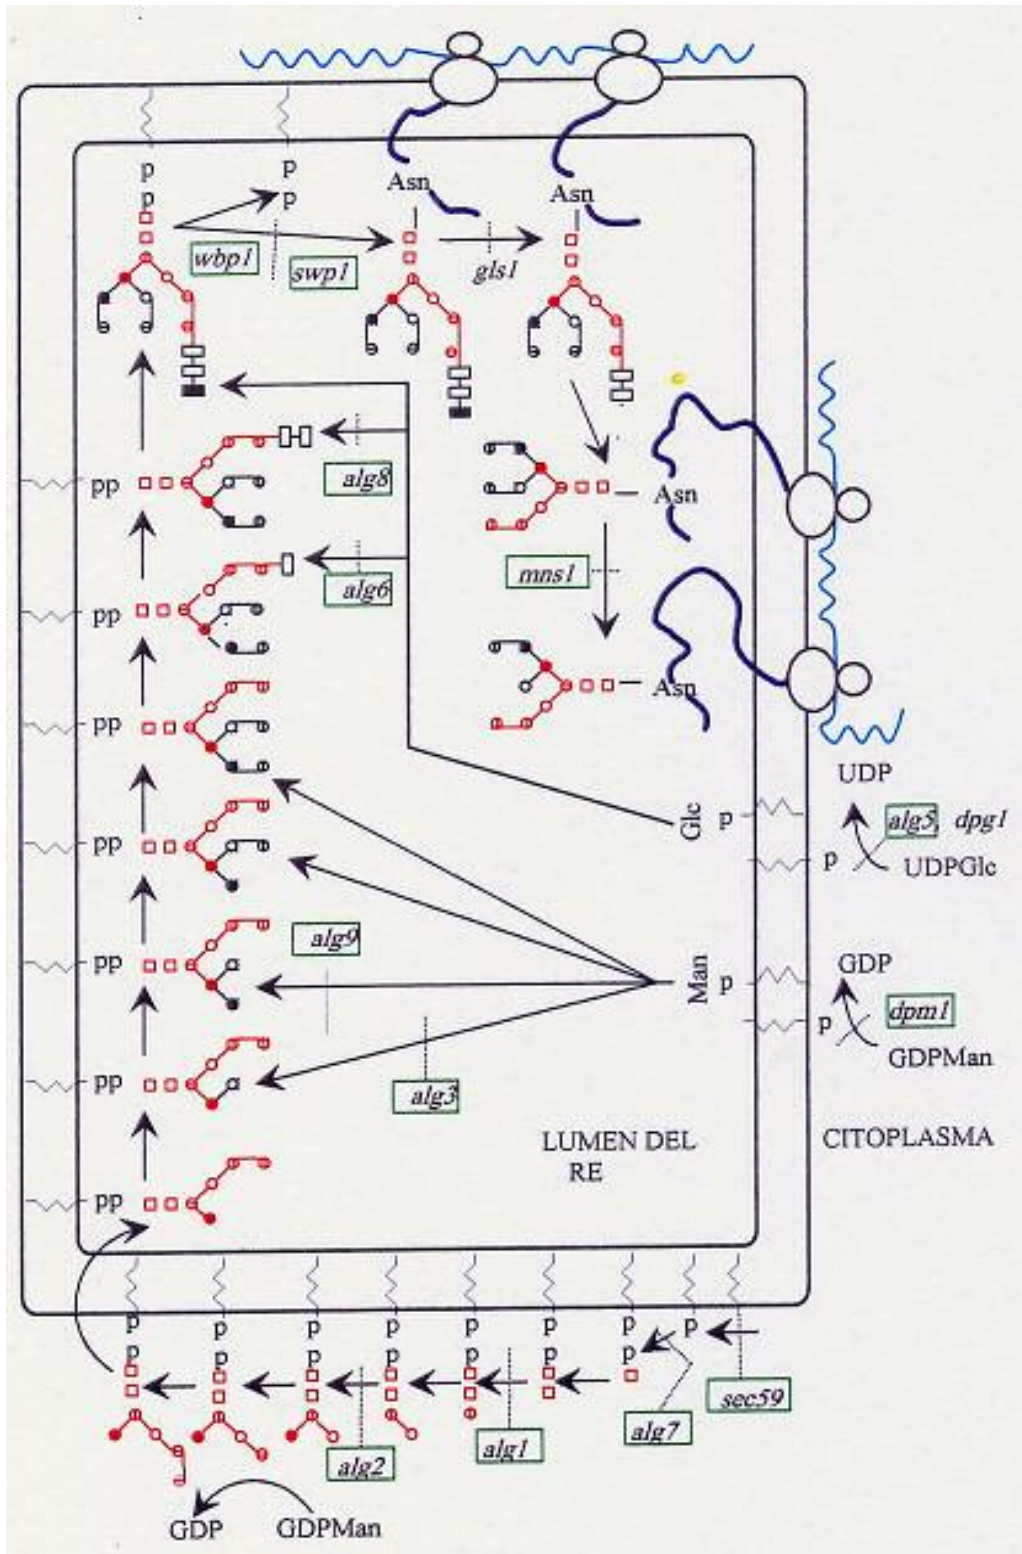 P P
P P
Asn Asn
wbp1 swp1 gls1
alg8
pp
Asn
alg6
mns1
pp
Asn
pp
UDP
Glc p
alg5, dpg1
pp
p UDPGlc
alg9
pp
Man p
GDP
p dpm1
GDPMan
pp
alg3
LUMEN DEL
RE
CITOPLASMA
pp
P P P P P P P P
P P P P P P P
sec59
alg7
alg1
alg2
GDP GDPMan